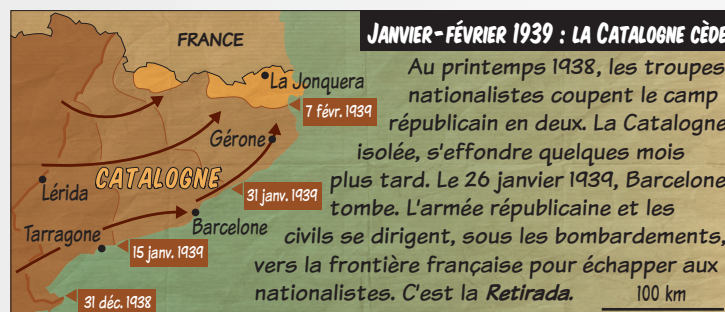 JANVIER-FÉVRIER 1939 : LA CATALOGNE CÈDE
Au printemps 1938, les troupes
nationalistes coupent le camp
républicain en deux. La Catalogne
isolée, s'effondre quelques mois
plus tard. Le 26 janvier 1939, Barcelone
tombe. L'armée républicaine et les
civils se dirigent, sous les bombardements,
vers la frontière française pour échapper aux
nationalistes. C'est la Retirada.
100 km
FRANCE
La Jonquera
7 févr. 1939
Gérone
CATALOGNE
Lérida
31 janv. 1939
Barcelone
Tarragone
15 janv. 1939
31 déc. 1938